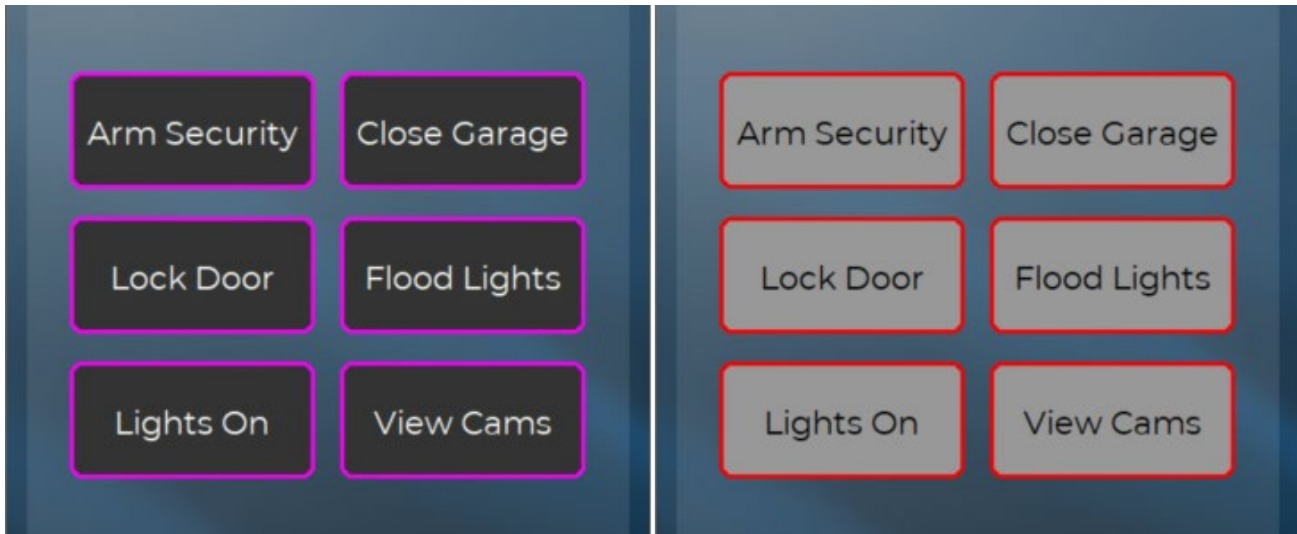 Arm Security
Close Garage
Lock Door
Flood Lights
Lights On
View Cams
Arm Security
Close Garage
Lock Door
Flood Lights
Lights On
View Cams